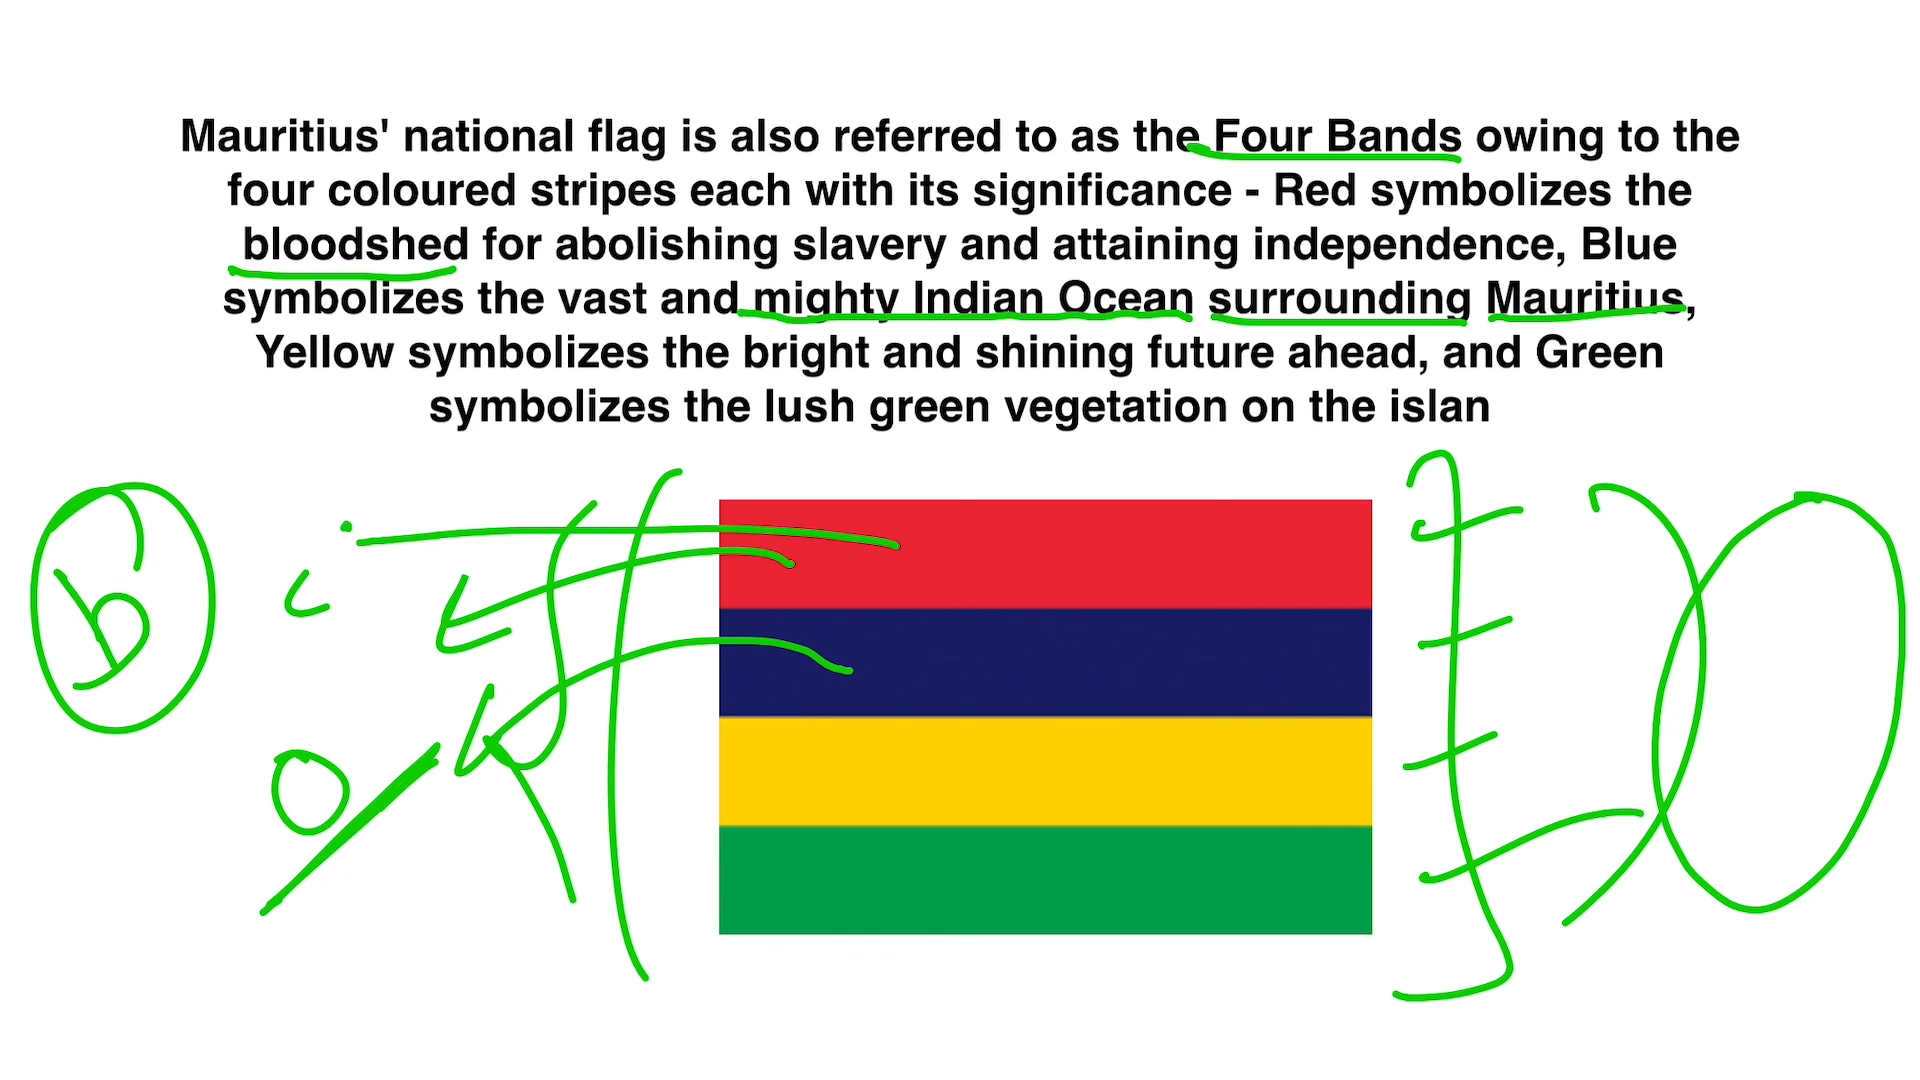 Mauritius' national flag is also referred to as the Four Bands owing to the
four coloured stripes each with its significance - Red symbolizes the
bloodshed for abolishing slavery and attaining independence, Blue
symbolizes the vast and mighty Indian Ocean surrounding Mauritius,
Yellow symbolizes the bright and shining future ahead, and Green
symbolizes the lush green vegetation on the islan